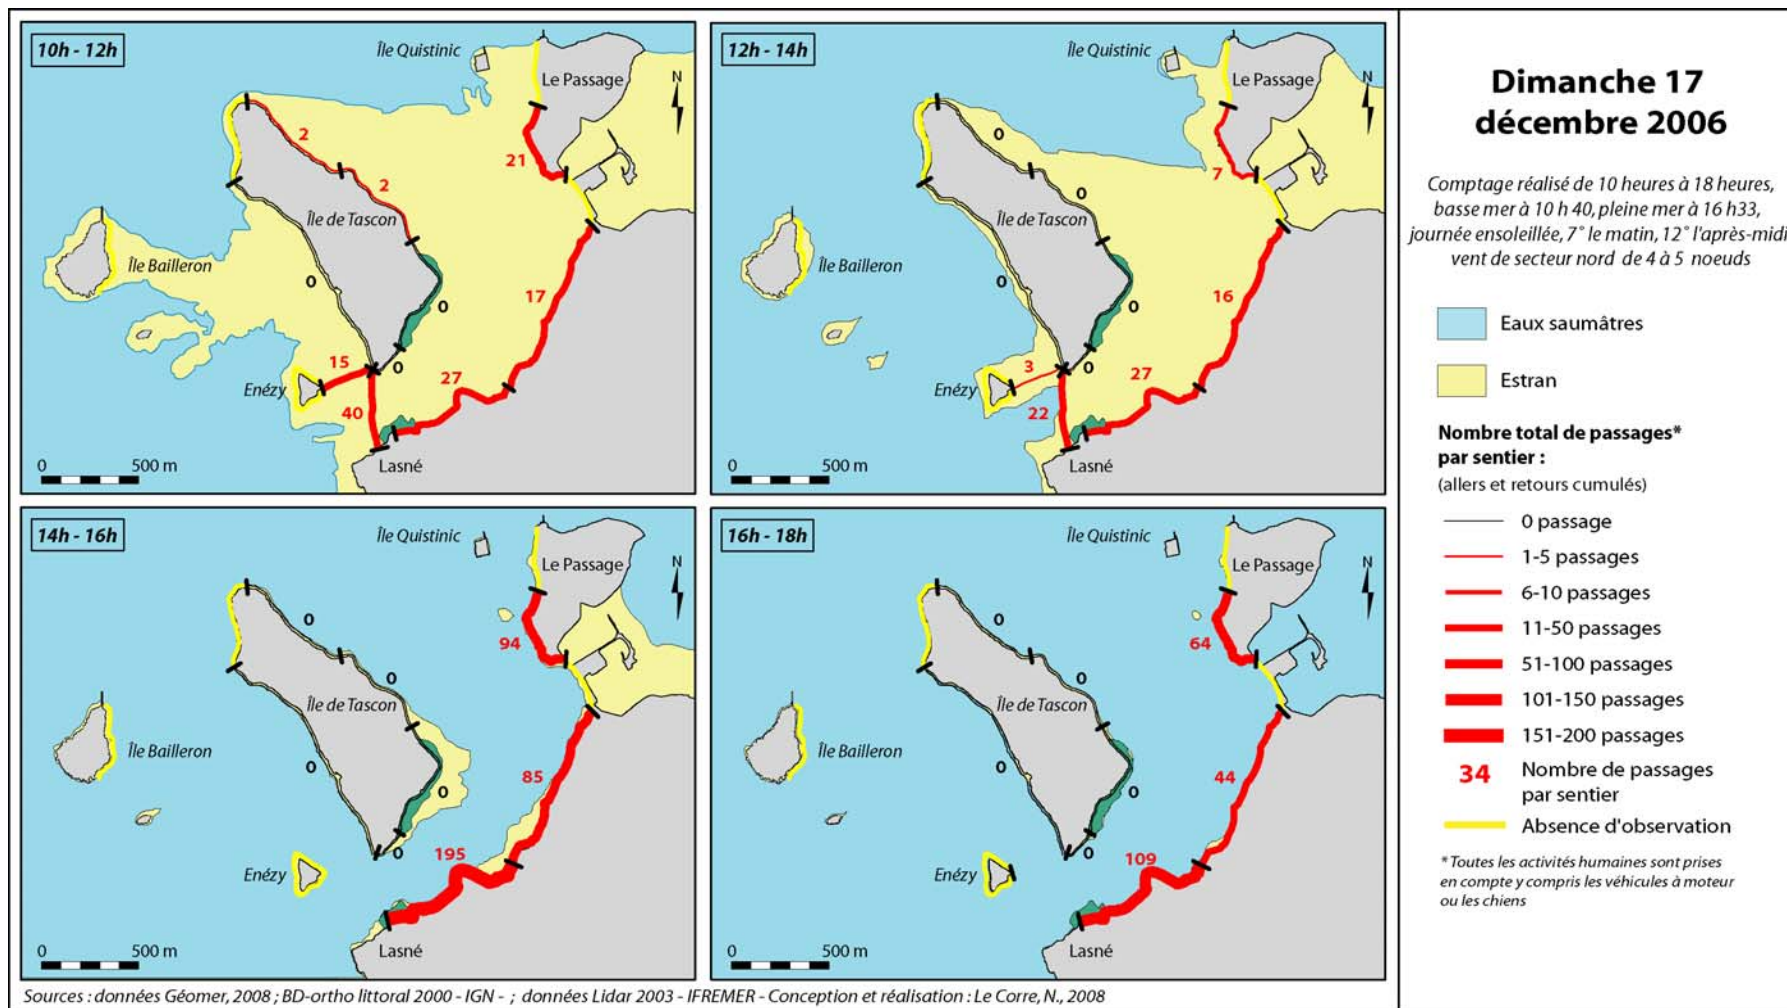 10h - 12h
Île Quistinic
Le Passage
N
2
2
21
Île de Tascon
Île Bailleron
0
0
17
15
0
27
Enézy
40
Lasné
0
500 m
12h - 14h
Île Quistinic
Le Passage
N
0
0
7
Île de Tascon
Île Bailleron
0
0
16
3
0
27
Enézy
22
Lasné
0
500 m
14h - 16h
Île Quistinic
Le Passage
N
0
0
94
Île de Tascon
Île Bailleron
0
0
85
0
195
Enézy
Lasné
0
500 m
16h - 18h
Île Quistinic
Le Passage
N
0
0
64
Île de Tascon
Île Bailleron
0
0
44
0
109
Enézy
Lasné
0
500 m
Dimanche 17
décembre 2006
Comptage réalisé de 10 heures à 18 heures,
basse mer à 10 h 40, pleine mer à 16 h33,
journée ensoleillée, 7° le matin, 12° l'après-midi
vent de secteur nord de 4 à 5 noeuds
Eaux saumâtres
Estran
Nombre total de passages*
par sentier :
(allers et retours cumulés)
0 passage
1-5 passages
6-10 passages
11-50 passages
51-100 passages
101-150 passages
151-200 passages
34 Nombre de passages
par sentier
Absence d'observation
* Toutes les activités humaines sont prises
en compte y compris les véhicules à moteur
ou les chiens
Sources : données Géomer, 2008 ; BD-ortho littoral 2000 - IGN - ; données Lidar 2003 - IFREMER - Conception et réalisation : Le Corre, N., 2008